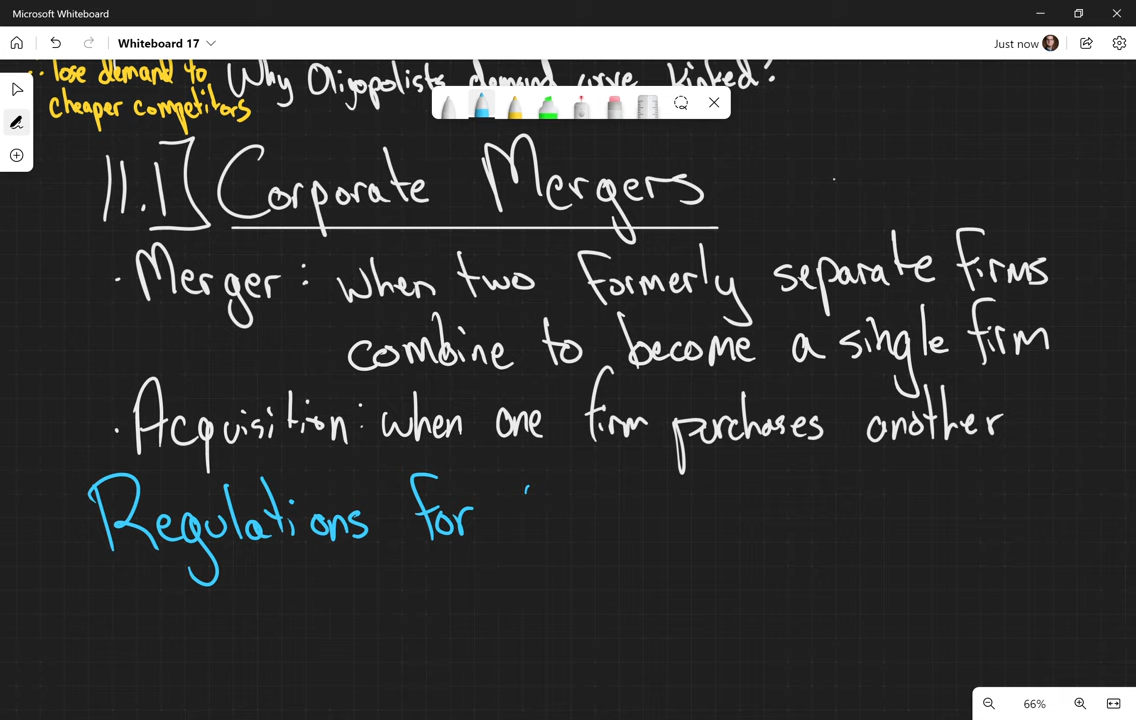 Microsoft Whiteboard
Whiteboard 17
Just now
lose demand to
cheaper competitors
Why Oligopolists demand curve kinked?
11.1] Corporate Mergers
· Merger: when two formerly separate firms
combine to become a single firm
· Acquisition: when one firm purchases another
Regulations for
66%